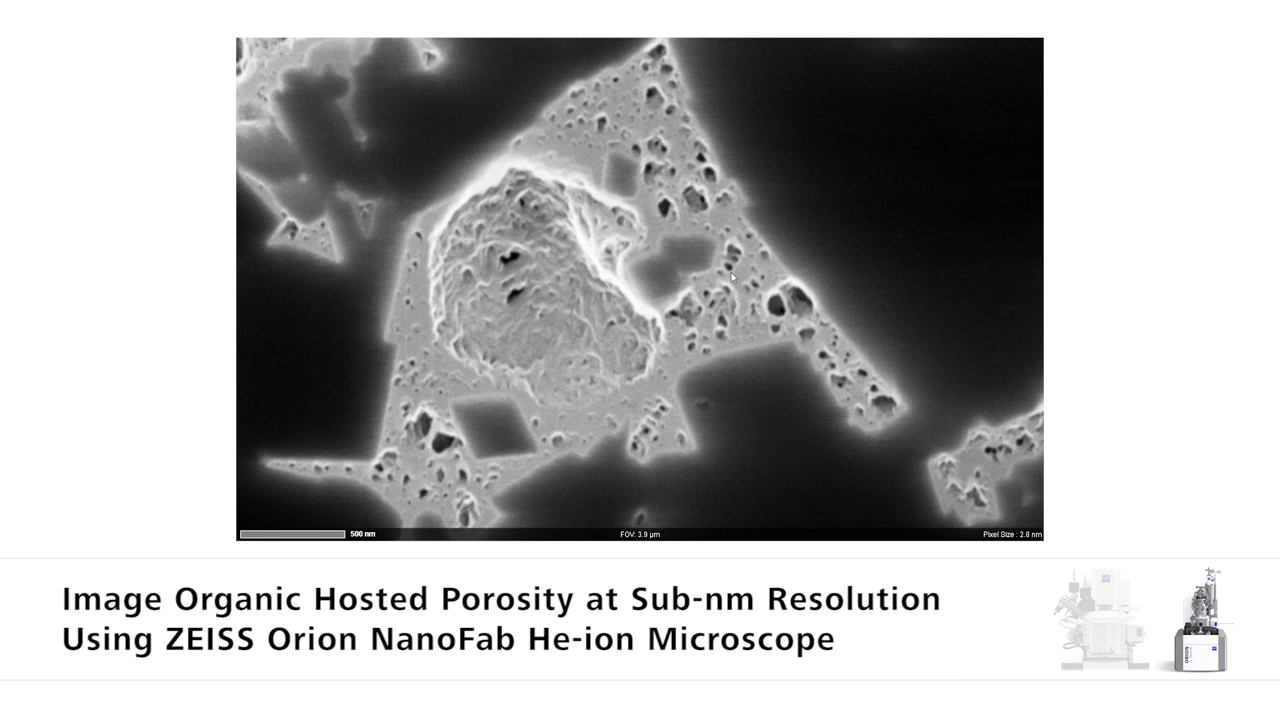 500 nm FOV: 3.9 µm Pixel Size : 2.8 nm
Image Organic Hosted Porosity at Sub-nm Resolution
Using ZEISS Orion NanoFab He-ion Microscope
ORION